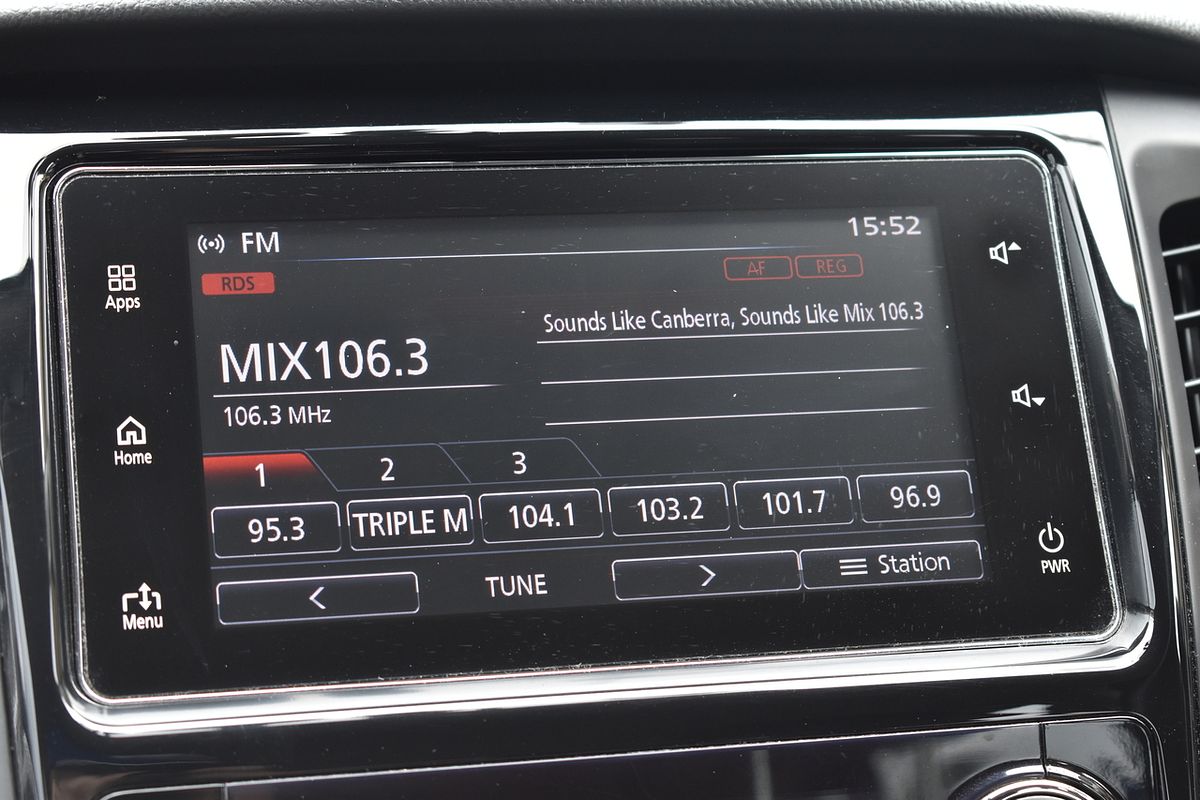 FM
15:52
RDS
AF
REG
Apps
Sounds Like Canberra, Sounds Like Mix 106.3
MIX106.3
106.3 MHz
Home
1
2
3
95.3
TRIPLE M
104.1
103.2
101.7
96.9
TUNE
Station
PWR
Menu